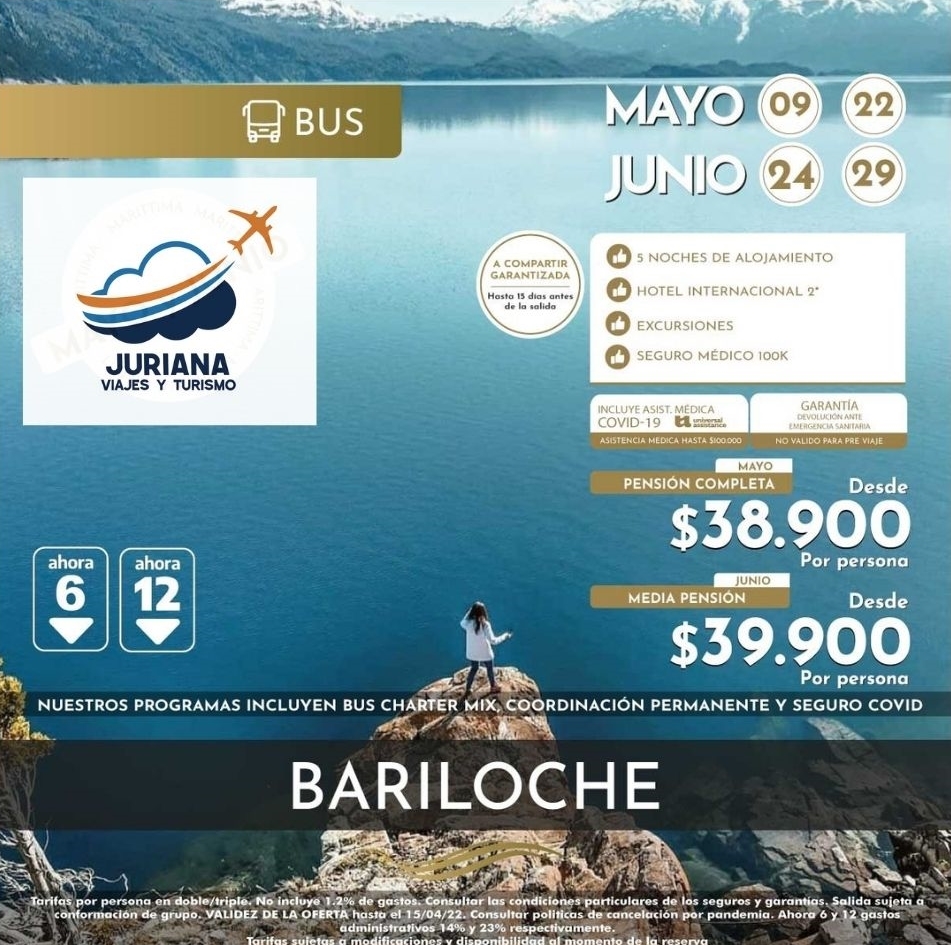 BUS
MAYO 09 22
JUNIO 24 29
JURIANA
VIAJES Y TURISMO
A COMPARTIR
GARANTIZADA
Hasta 15 días antes
de la salida
5 NOCHES DE ALOJAMIENTO
HOTEL INTERNACIONAL 2*
EXCURSIONES
SEGURO MÉDICO 100K
INCLUYE ASIST. MÉDICA
COVID-19 universal
assistance
ASISTENCIA MEDICA HASTA $100.000
GARANTÍA
DEVOLUCIÓN ANTE
EMERGENCIA SANITARIA
NO VALIDO PARA PRE VIAJE
MAYO
PENSIÓN COMPLETA
Desde
$38.900
Por persona
JUNIO
MEDIA PENSIÓN
Desde
$39.900
Por persona
ahora
6
ahora
12
NUESTROS PROGRAMAS INCLUYEN BUS CHARTER MIX, COORDINACIÓN PERMANENTE Y SEGURO COVID
BARILOCHE
Tarifas por persona en doble/triple. No incluye 1.2% de gastos. Consultar las condiciones particulares de los seguros y garantías. Salida sujeta a
conformación de grupo. VALIDEZ DE LA OFERTA hasta el 15/04/22. Consultar políticas de cancelación por pandemia. Ahora 6 y 12 gastos
administrativos 14% y 23% respectivamente.
Tarifas sujetas a modificaciones y disponibilidad al momento de la reserva